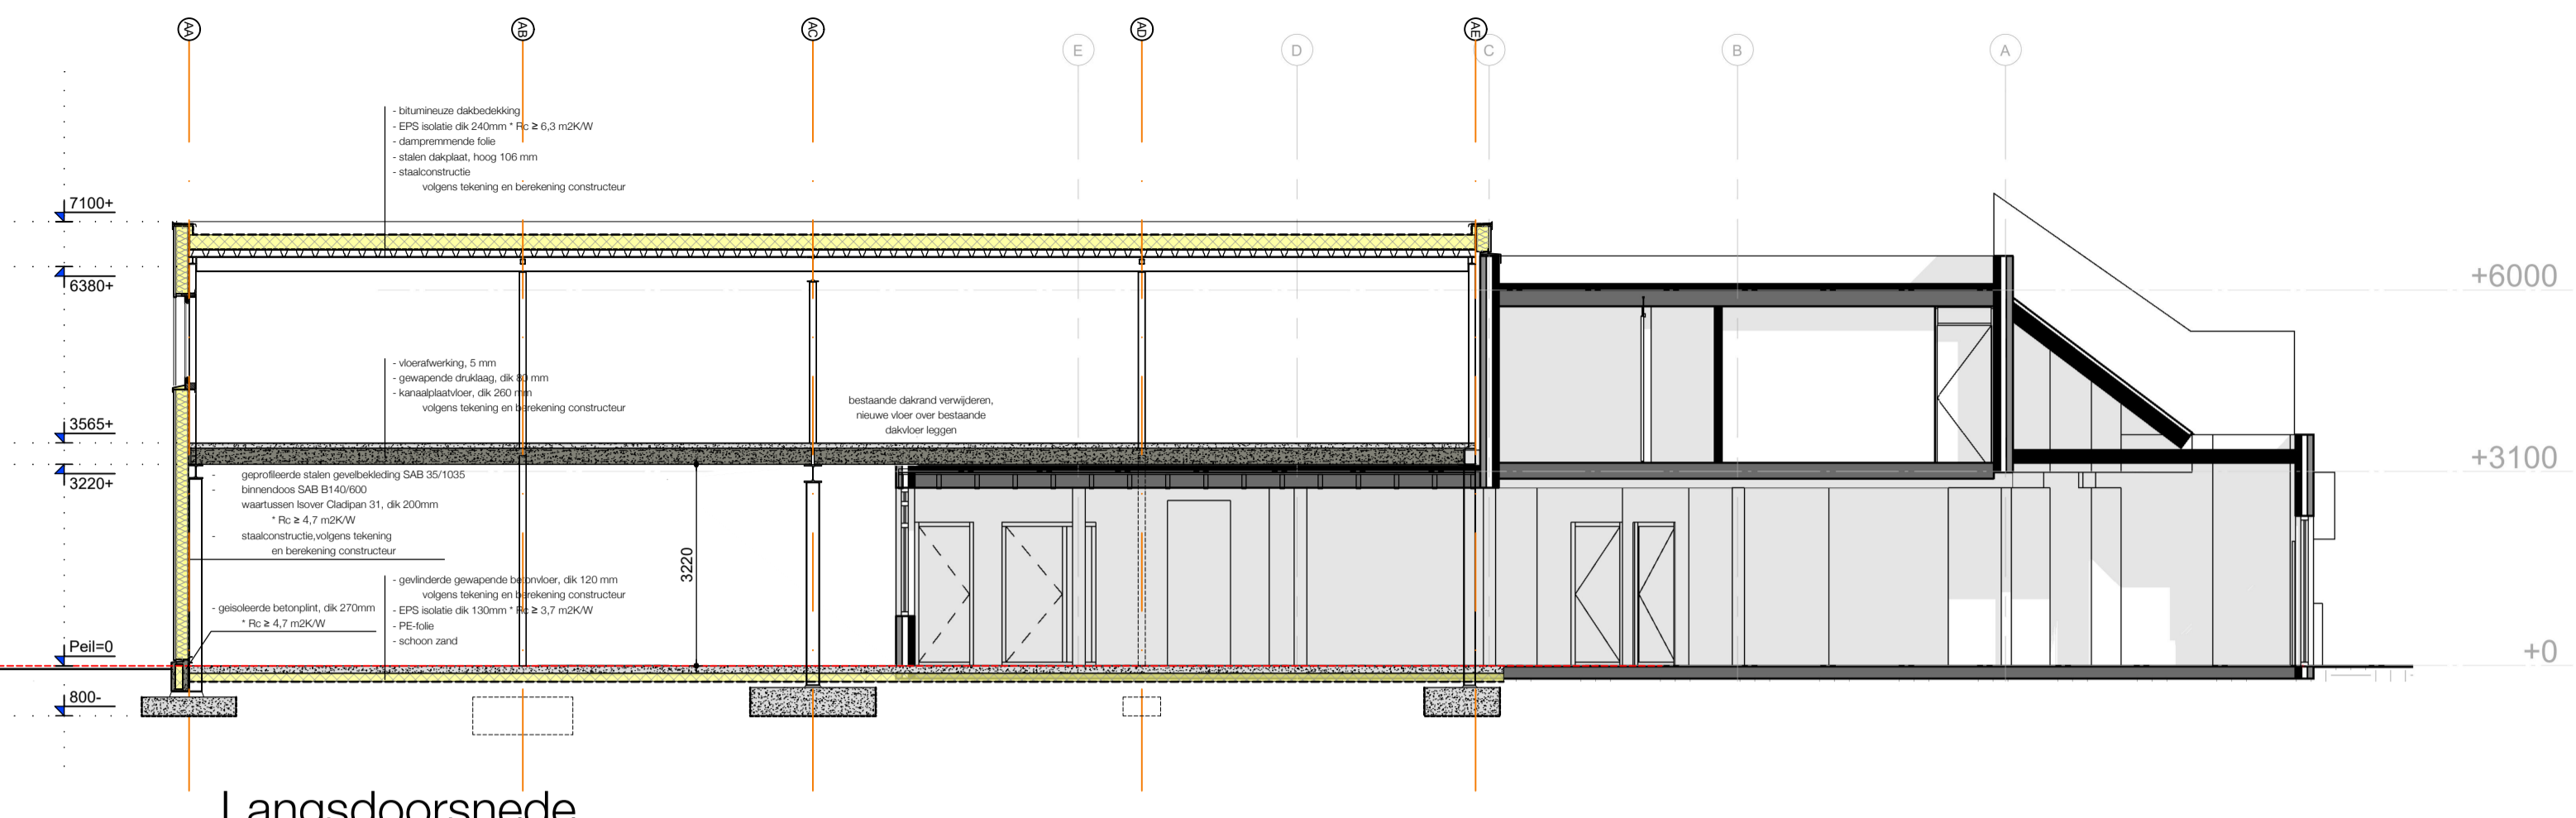 AA
AB
AC
AD
AE
E
D
C
B
A
- bitumineuze dakbedekking
- EPS isolatie dik 240mm * Rc ≥ 6,3 m2K/W
- dampremmende folie
- stalen dakplaat, hoog 106 mm
- staalconstructie
volgens tekening en berekening constructeur
7100+
6380+
+6000
- vloerafwerking, 5 mm
- gewapende druklaag, dik 80 mm
- kanaalplaatvloer, dik 260 mm
volgens tekening en berekening constructeur
bestaande dakrand verwijderen,
nieuwe vloer over bestaande
dakvloer leggen
3565+
3220+
+3100
- geprofileerde stalen gevelbekleding SAB 35/1035
- binnendoos SAB B140/600
waartussen Isover Cladipan 31, dik 200mm
* Rc ≥ 4,7 m2K/W
- staalconstructie,volgens tekening
en berekening constructeur
3220
- gevlinderde gewapende betonvloer, dik 120 mm
volgens tekening en berekening constructeur
- EPS isolatie dik 130mm * Rc ≥ 3,7 m2K/W
- PE-folie
- schoon zand
- geisoleerde betonplint, dik 270mm
* Rc ≥ 4,7 m2K/W
Peil=0
+0
800-
Langsdoorsnede